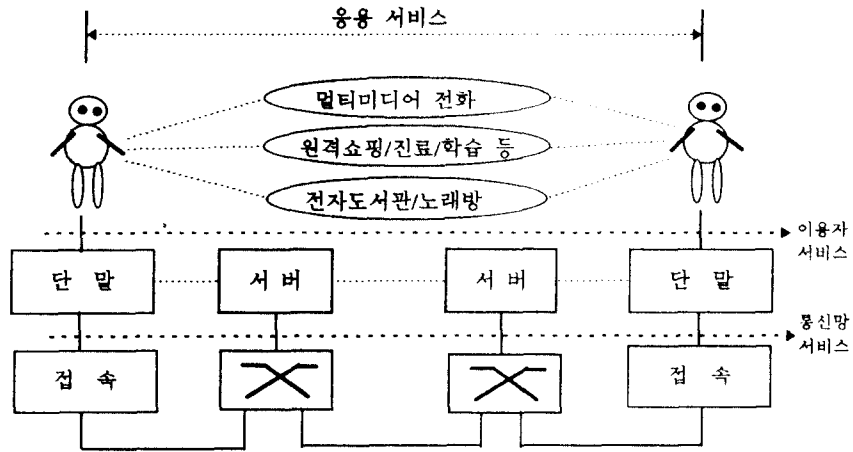 응용 서비스
멀티미디어 전화
원격쇼핑/진료/학습 등
전자도서관/노래방
이용자
서비스
단 말
서 버
서 버
단 말
통신망
서비스
접 속
접 속